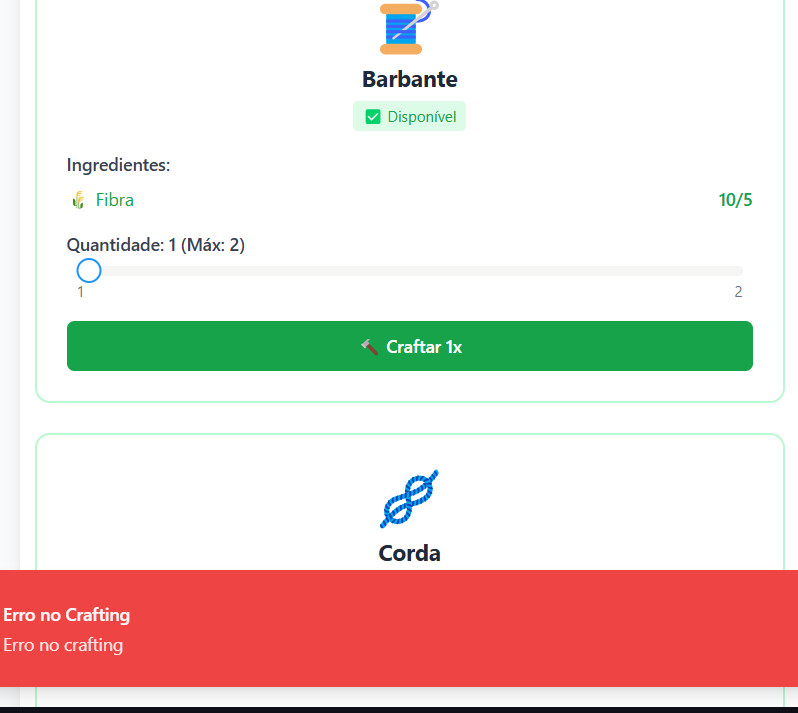 Barbante
✅ Disponível
Ingredientes:
Fibra
10/5
Quantidade: 1 (Máx: 2)
1
2
Craftar 1x
Corda
Erro no Crafting
Erro no crafting